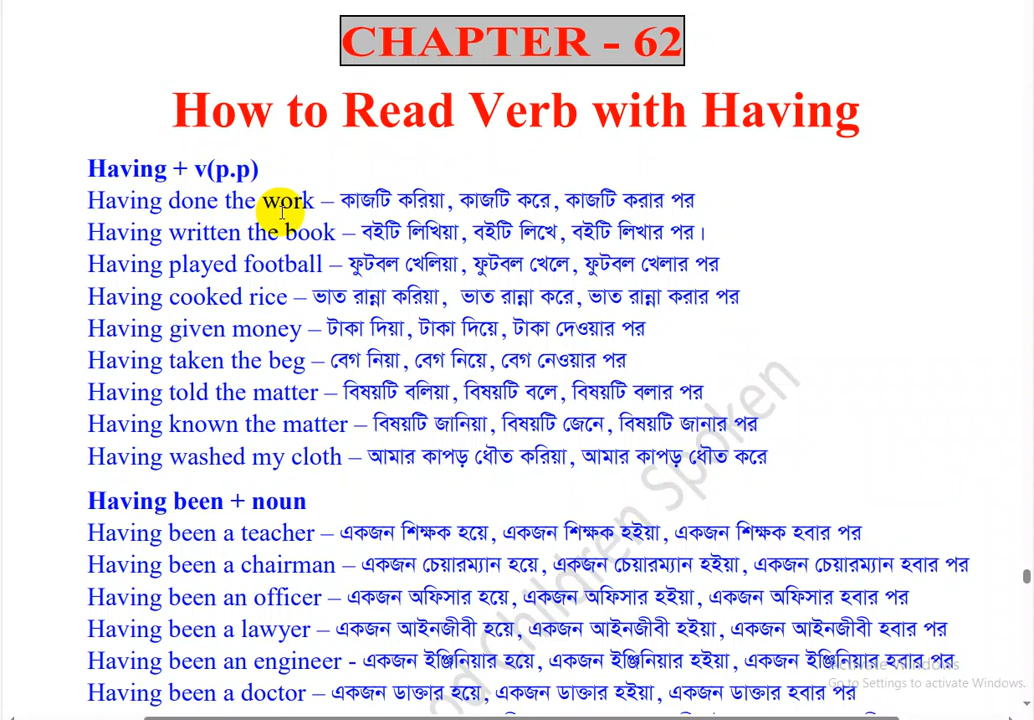 CHAPTER - 62
How to Read Verb with Having
Having + v(p.p)
Having done the work – কাজটি করিয়া, কাজটি করে, কাজটি করার পর
Having written the book – বইটি লিখিয়া, বইটি লিখে, বইটি লিখার পর।
Having played football – ফুটবল খেলিয়া, ফুটবল খেলে, ফুটবল খেলার পর
Having cooked rice – ভাত রান্না করিয়া, ভাত রান্না করে, ভাত রান্না করার পর
Having given money – টাকা দিয়া, টাকা দিয়ে, টাকা দেওয়ার পর
Having taken the beg – বেগ নিয়া, বেগ নিয়ে, বেগ নেওয়ার পর
Having told the matter – বিষয়টি বলিয়া, বিষয়টি বলে, বিষয়টি বলার পর
Having known the matter – বিষয়টি জানিয়া, বিষয়টি জেনে, বিষয়টি জানার পর
Having washed my cloth – আমার কাপড় ধৌত করিয়া, আমার কাপড় ধৌত করে
Having been + noun
Having been a teacher – একজন শিক্ষক হয়ে, একজন শিক্ষক হইয়া, একজন শিক্ষক হবার পর
Having been a chairman – একজন চেয়ারম্যান হয়ে, একজন চেয়ারম্যান হইয়া, একজন চেয়ারম্যান হবার পর
Having been an officer – একজন অফিসার হয়ে, একজন অফিসার হইয়া, একজন অফিসার হবার পর
Having been a lawyer – একজন আইনজীবী হয়ে, একজন আইনজীবী হইয়া, একজন আইনজীবী হবার পর
Having been an engineer - একজন ইঞ্জিনিয়ার হয়ে, একজন ইঞ্জিনিয়ার হইয়া, একজন ইঞ্জিনিয়ার হবার পর
Having been a doctor – একজন ডাক্তার হয়ে, একজন ডাক্তার হইয়া, একজন ডাক্তার হবার পর
Children Spoken
Activate Windows
Go to Settings to activate Windows.